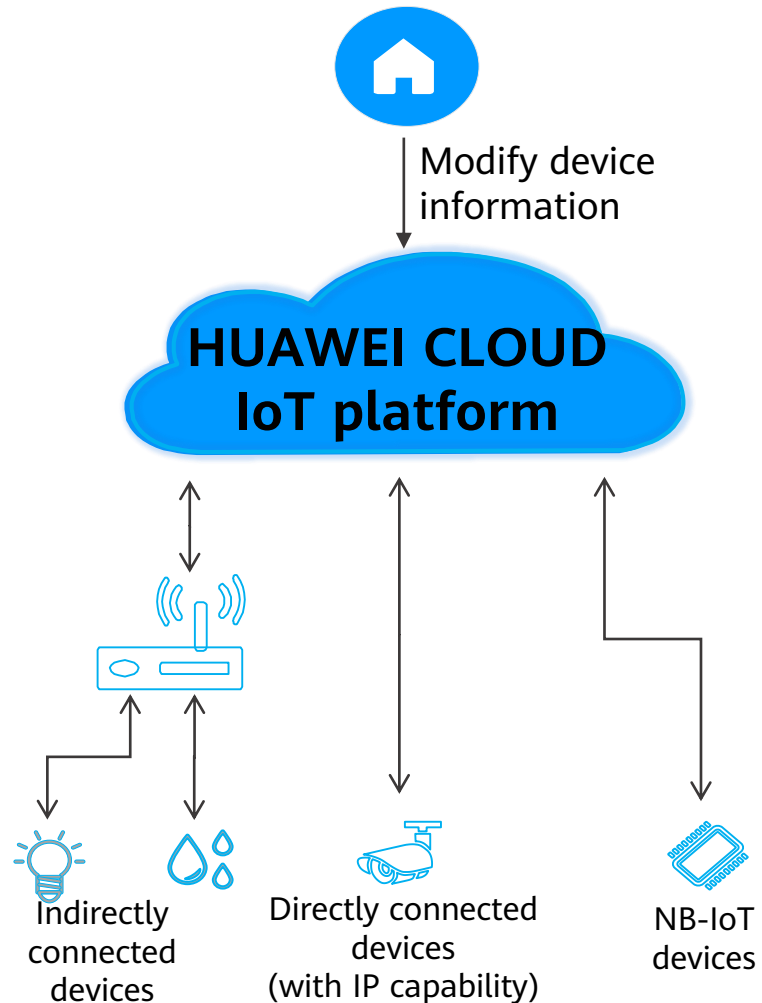 Modify device
information
HUAWEI CLOUD
IoT platform
Indirectly
connected
devices
Directly connected
devices
(with IP capability)
NB-IoT
devices